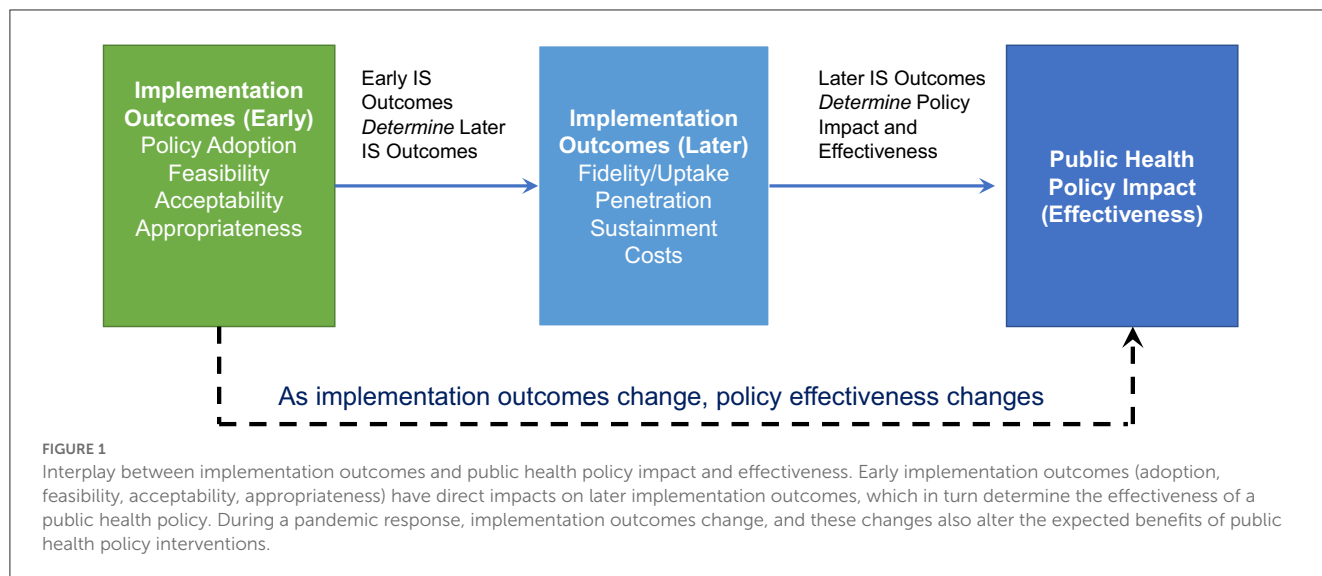 Implementation
Outcomes (Early)
Policy Adoption
Feasibility
Acceptability
Appropriateness
Early IS
Outcomes
Determine Later
IS Outcomes
Implementation
Outcomes (Later)
Fidelity/Uptake
Penetration
Sustainment
Costs
Later IS Outcomes
Determine Policy
Impact and
Effectiveness
Public Health
Policy Impact
(Effectiveness)
As implementation outcomes change, policy effectiveness changes
FIGURE 1
Interplay between implementation outcomes and public health policy impact and effectiveness. Early implementation outcomes (adoption,
feasibility, acceptability, appropriateness) have direct impacts on later implementation outcomes, which in turn determine the effectiveness of a
public health policy. During a pandemic response, implementation outcomes change, and these changes also alter the expected benefits of public
health policy interventions.